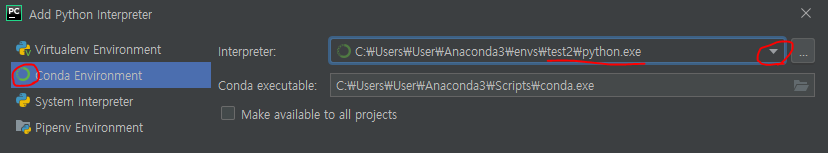 PC
Add Python Interpreter
Virtualenv Environment
Conda Environment
System Interpreter
Pipenv Environment
Interpreter:
C:₩Users₩User₩Anaconda3₩envs₩test2₩python.exe
...
Conda executable:
C:₩Users₩User₩Anaconda3₩Scripts₩conda.exe
Make available to all projects